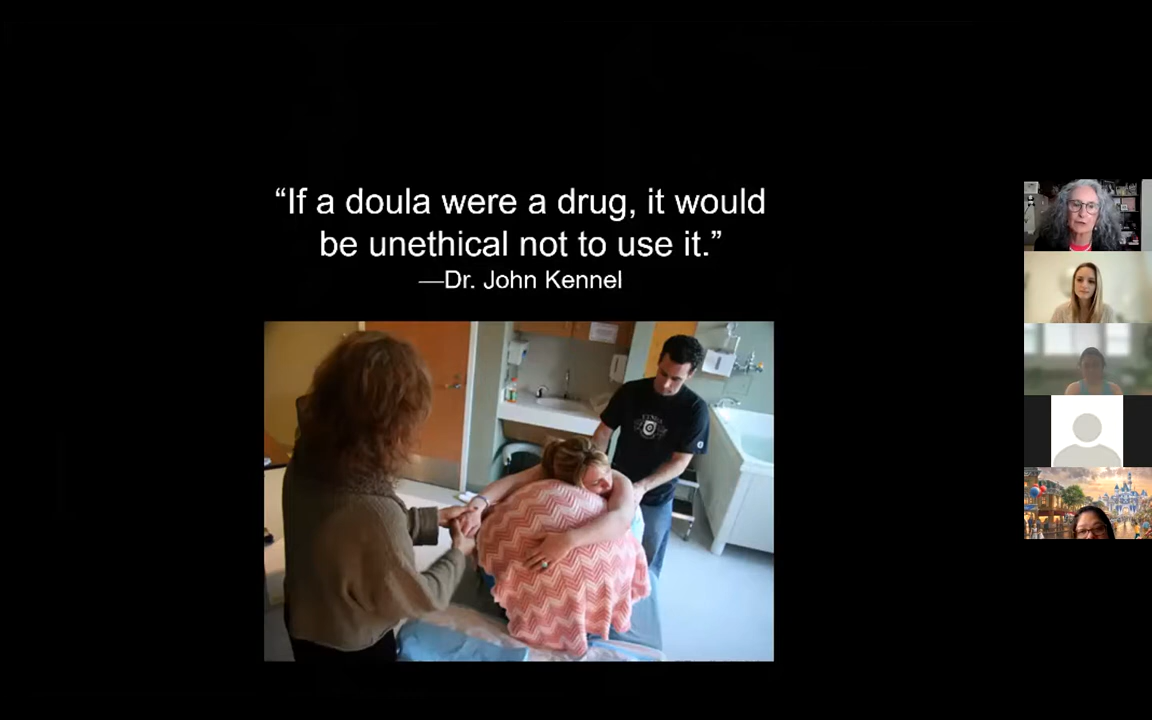 “If a doula were a drug, it would
be unethical not to use it.”
—Dr. John Kennel